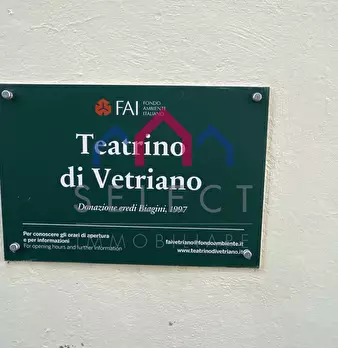 FAI FONDO
AMBIENTE
ITALIANO
Teatrino
di Vetriano
Donazione eredi Biagini, 1997
SELECT
IMMOBILIARE
Per conoscere gli orari di apertura
e per informazioni
For opening hours and further information
faivetriano@fondoambiente.it
www.teatrinodivetriano.it